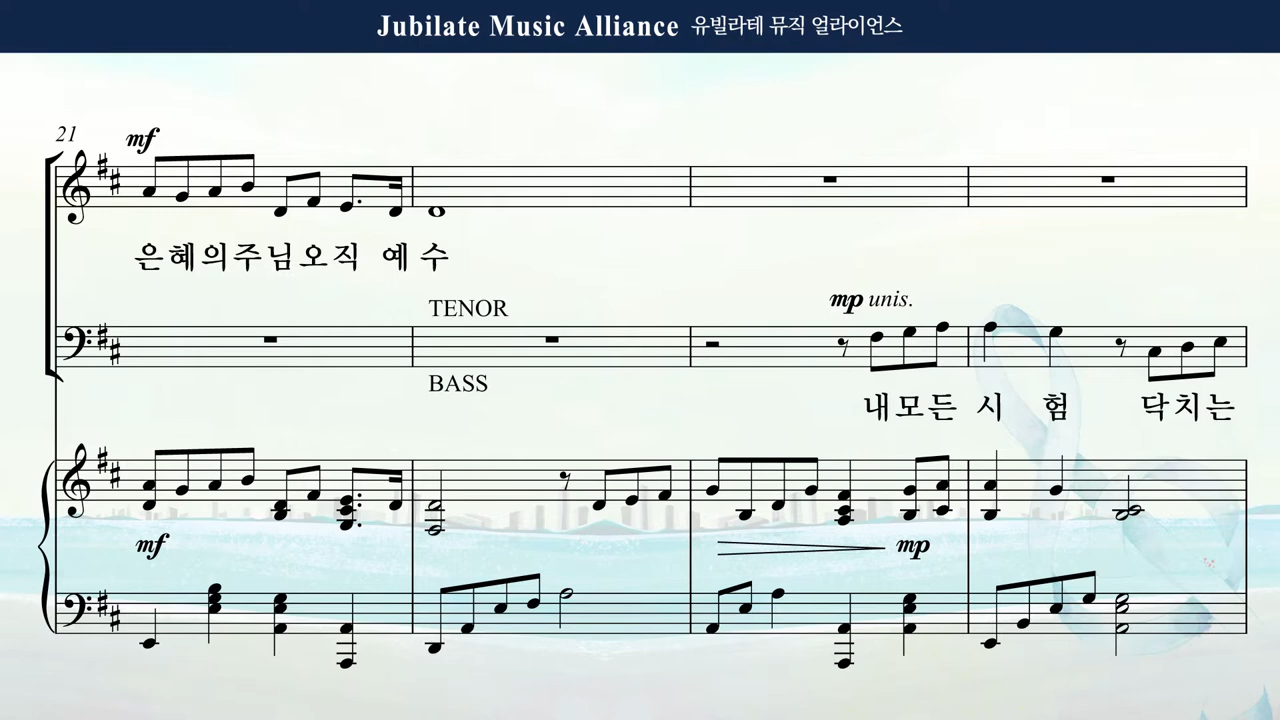 Jubilate Music Alliance 유빌라테 뮤직 얼라이언스
21
mf
은혜의주님오직 예수
TENOR
mp unis.
BASS
내모든 시 험 닥치는
mf
mp